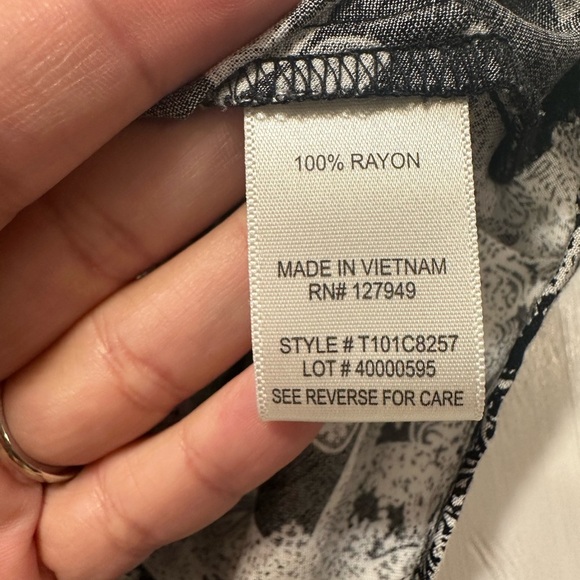 100% RAYON
MADE IN VIETNAM
RN# 127949
STYLE # T101C8257
LOT # 40000595
SEE REVERSE FOR CARE